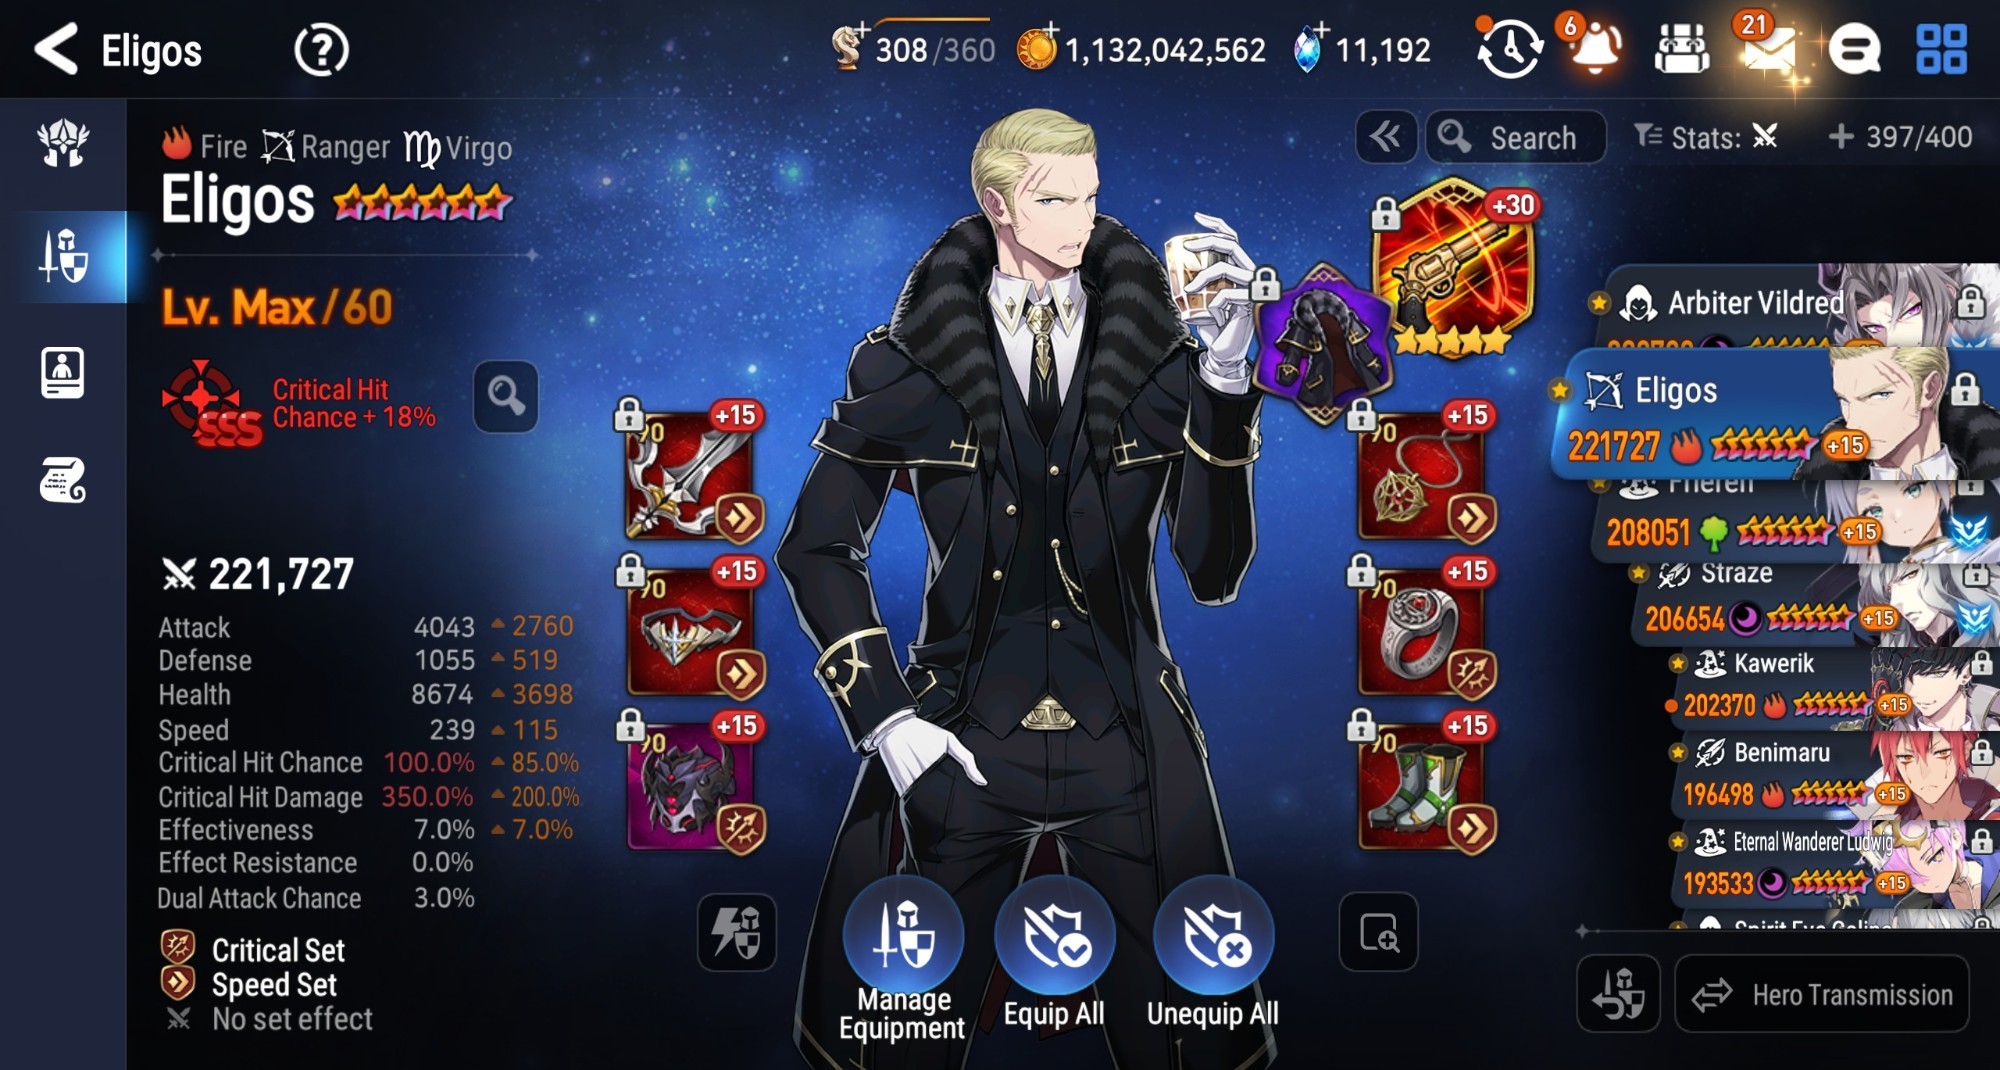 Eligos
308/360
1,132,042,562
11,192
6
21
Fire Ranger Virgo
Eligos
Lv. Max/60
SSS
Critical Hit
Chance + 18%
221,727
Attack 4043 2760
Defense 1055 519
Health 8674 3698
Speed 239 115
Critical Hit Chance 100.0% 85.0%
Critical Hit Damage 350.0% 200.0%
Effectiveness 7.0% 7.0%
Effect Resistance 0.0%
Dual Attack Chance 3.0%
Critical Set
Speed Set
No set effect
+30
+15
+15
+15
+15
+15
+15
Manage
Equipment
Equip All
Unequip All
Search
Stats:
397/400
Arbiter Vildred
Eligos
221727 +15
Frieren
208051 +15
Straze
206654 +15
Kawerik
202370 +15
Benimaru
196498 +15
Eternal Wanderer Ludwig
193533 +15
Hero Transmission